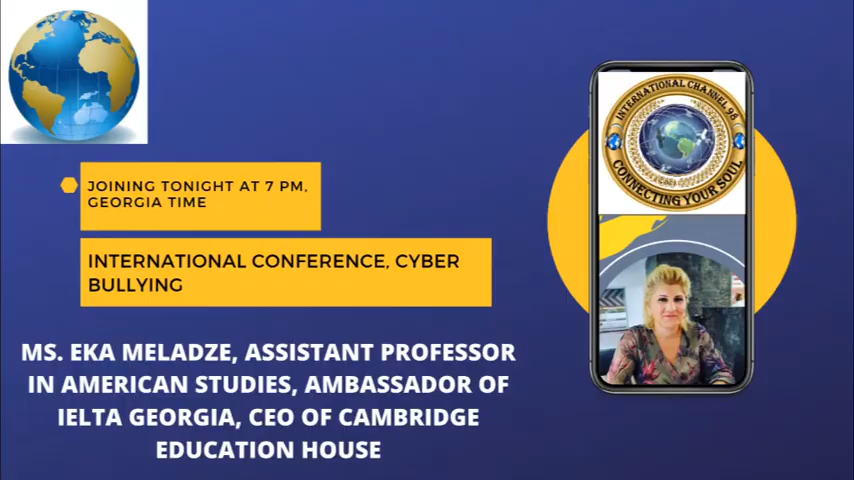 JOINING TONIGHT AT 7 PM,
GEORGIA TIME
INTERNATIONAL CONFERENCE, CYBER
BULLYING
MS. EKA MELADZE, ASSISTANT PROFESSOR
IN AMERICAN STUDIES, AMBASSADOR OF
IELTA GEORGIA, CEO OF CAMBRIDGE
EDUCATION HOUSE
INTERNATIONAL CHANNEL 98
CONNECTING YOUR SOUL